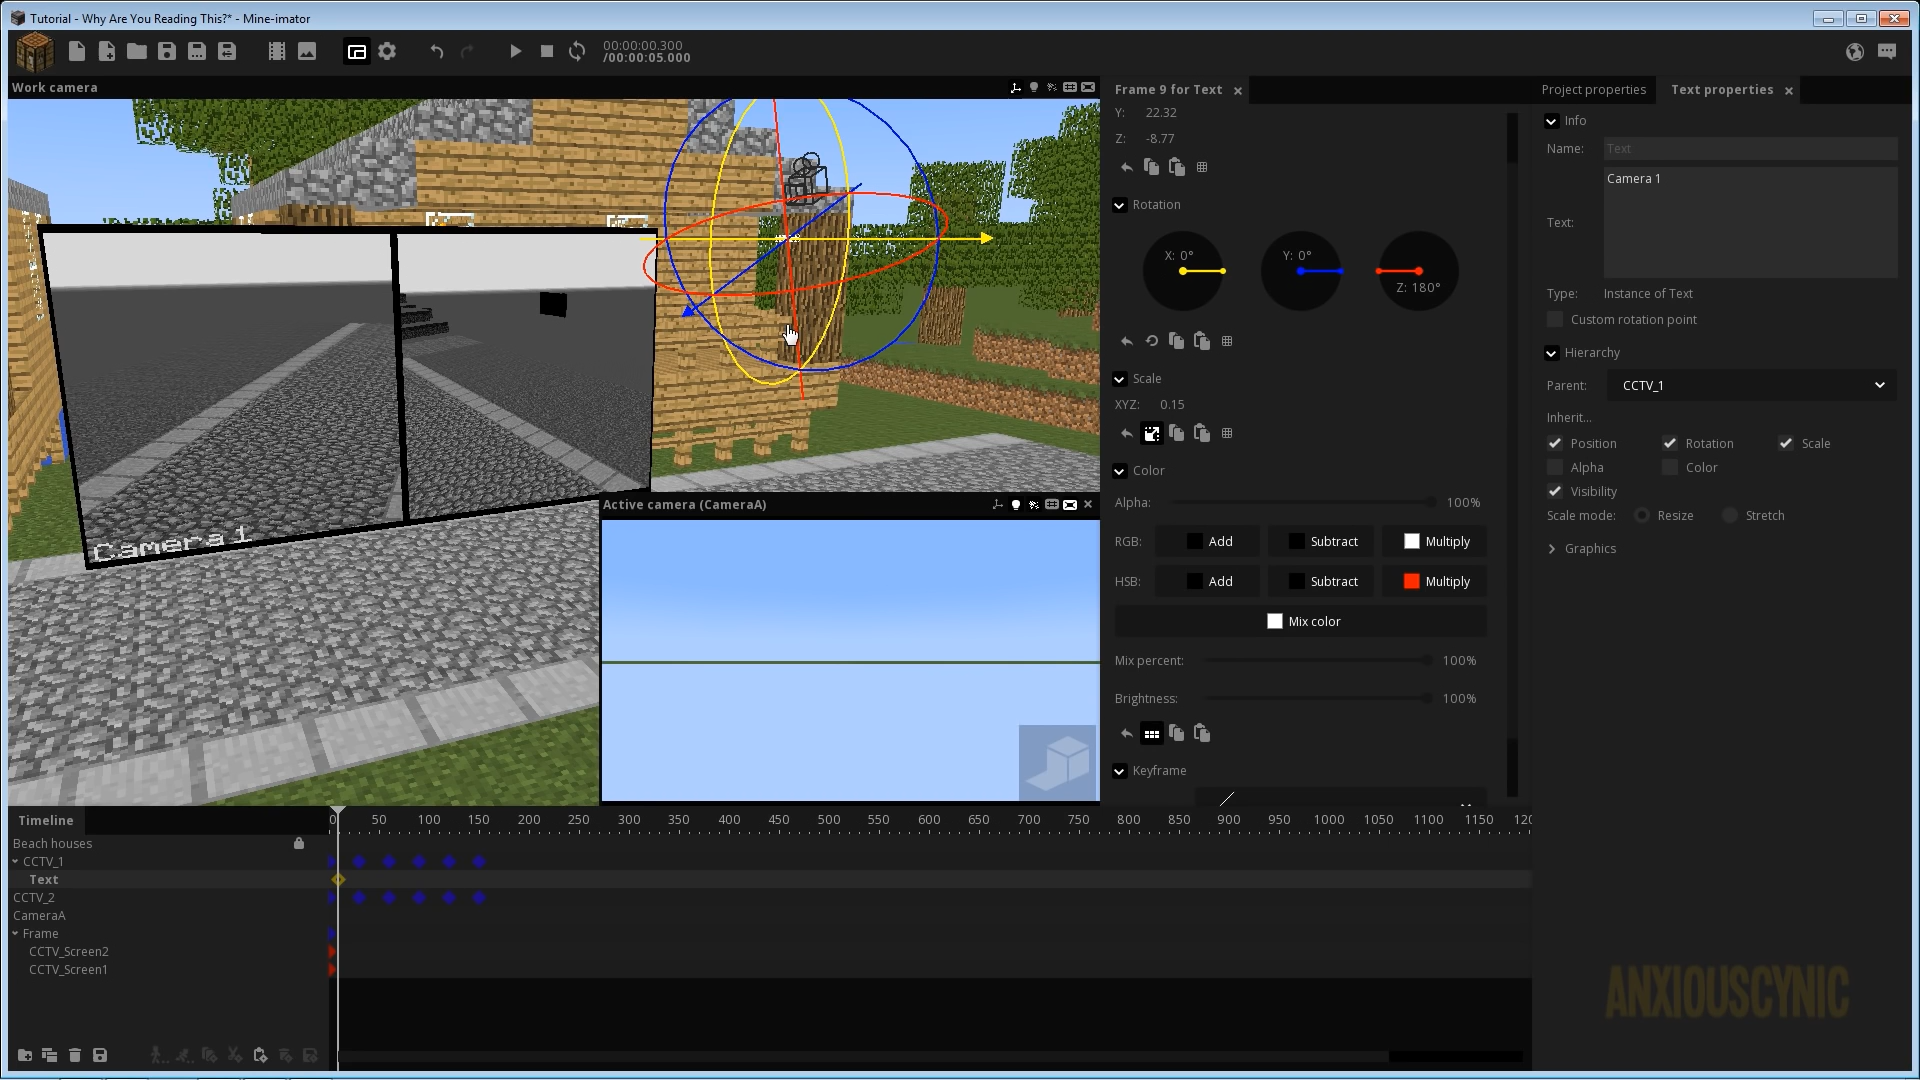 Tutorial - Why Are You Reading This?* - Mine-imator
00:00:00.300
/00:00:05.000
Work camera
Camera 1
Active camera (CameraA)
Frame 9 for Text
Y: 22.32
Z: -8.77
Rotation
X: 0°
Y: 0°
Z: 180°
Scale
XYZ: 0.15
Color
Alpha: 100%
RGB: Add Subtract Multiply
HSB: Add Subtract Multiply
Mix color
Mix percent: 100%
Brightness: 100%
Keyframe
Project properties Text properties
Info
Name: Text
Text: Camera 1
Type: Instance of Text
Custom rotation point
Hierarchy
Parent: CCTV_1
Inherit...
Position Rotation Scale
Alpha Color
Visibility
Scale mode: Resize Stretch
Graphics
Timeline
0 50 100 150 200 250 300 350 400 450 500 550 600 650 700 750 800 850 900 950 1000 1050 1100 1150 120
Beach houses
CCTV_1
Text
CCTV_2
CameraA
Frame
CCTV_Screen2
CCTV_Screen1
ANXIOUSCYNIC